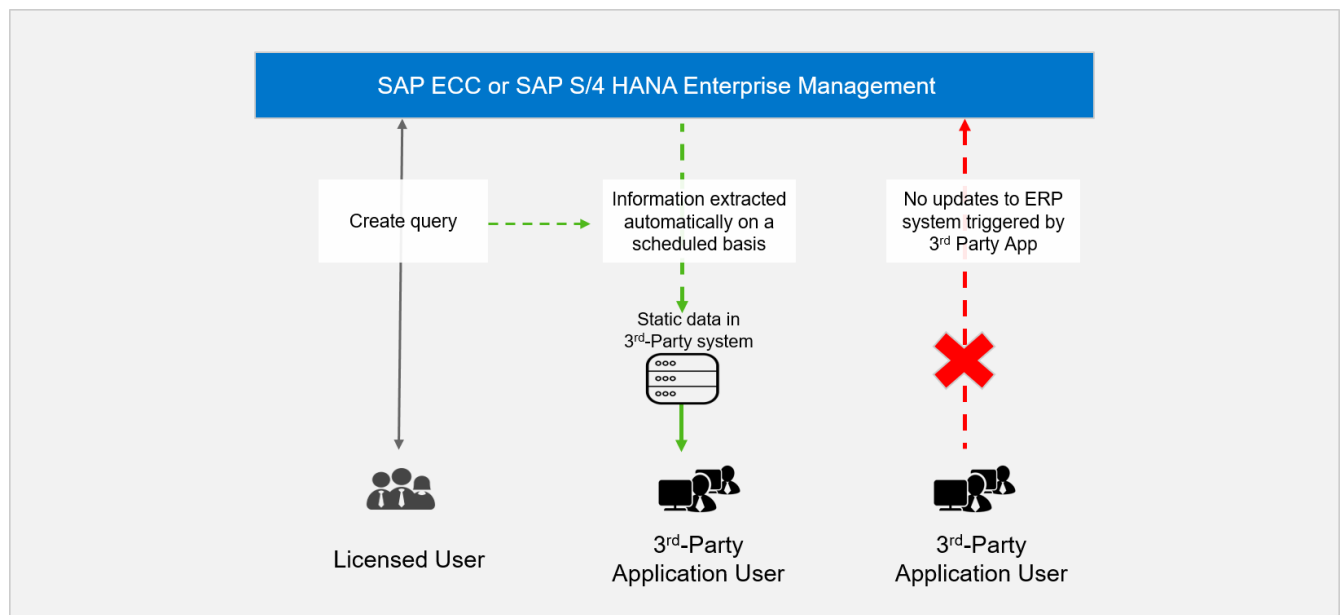 SAP ECC or SAP S/4 HANA Enterprise Management
Create query
Information extracted
automatically on a
scheduled basis
No updates to ERP
system triggered by
3rd Party App
Static data in
3rd-Party system
Licensed User
3rd-Party
Application User
3rd-Party
Application User